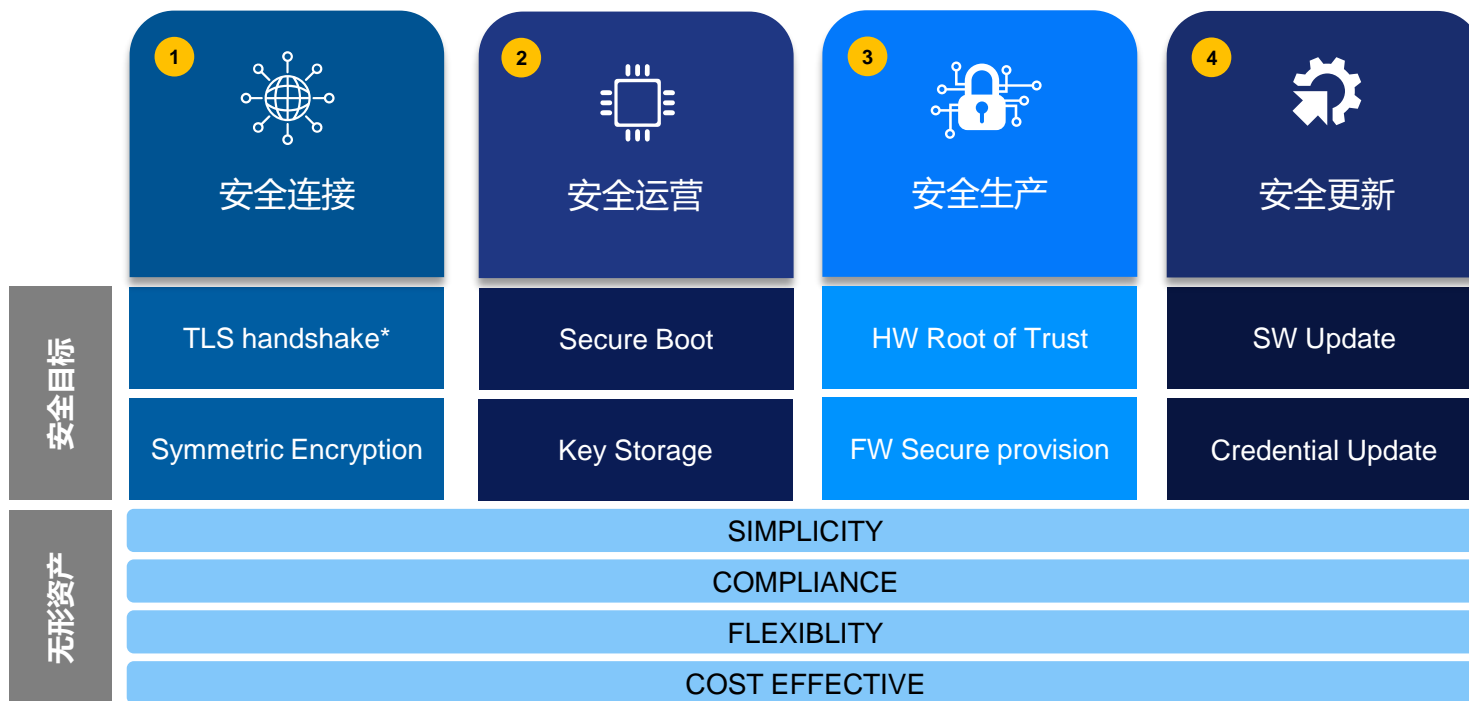 1
2
3
4
安全连接
安全运营
安全生产
安全更新
安全目标
TLS handshake*
Secure Boot
HW Root of Trust
SW Update
Symmetric Encryption
Key Storage
FW Secure provision
Credential Update
无形资产
SIMPLICITY
COMPLIANCE
FLEXIBLITY
COST EFFECTIVE